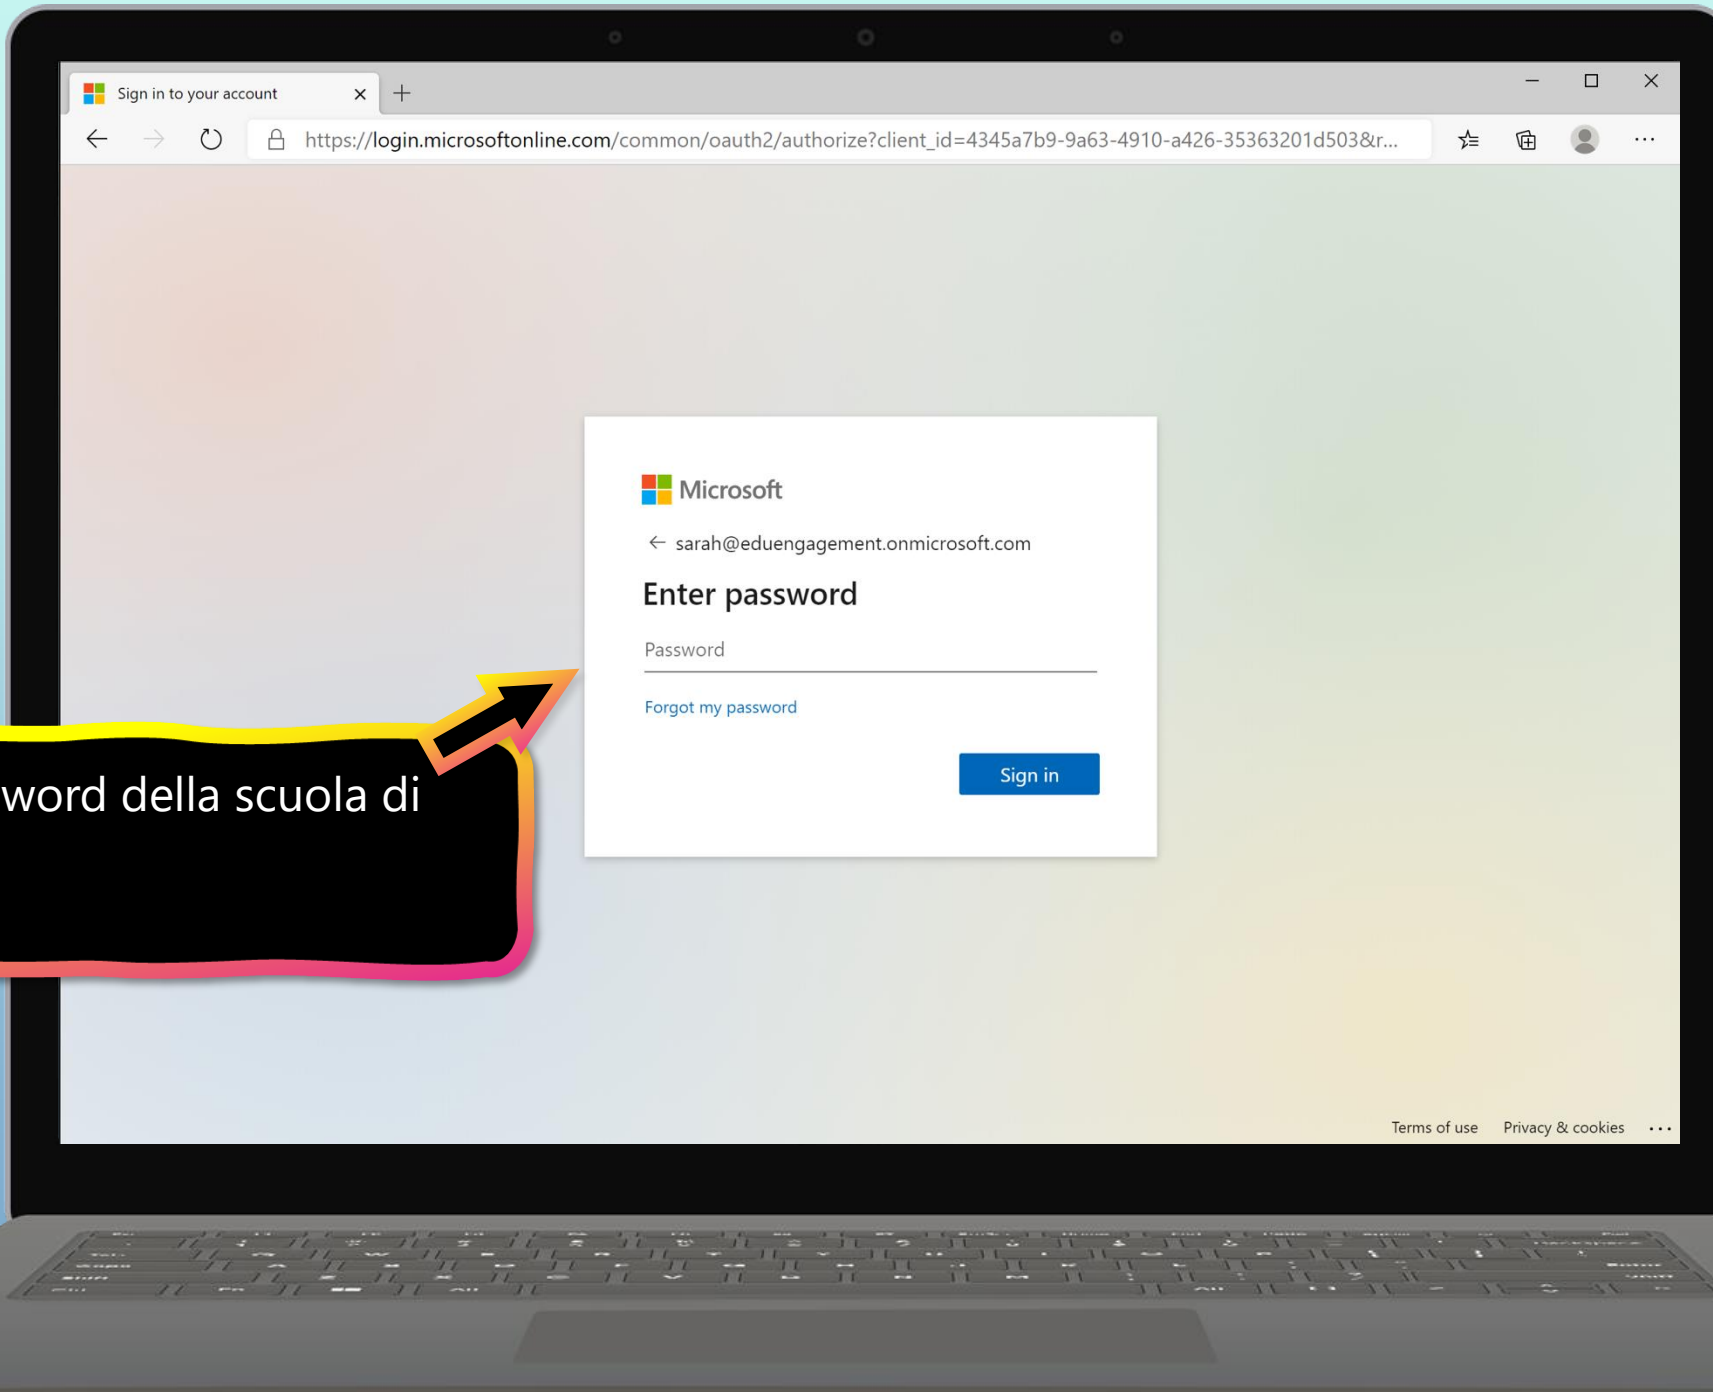 Sign in to your account
https://login.microsoftonline.com/common/oauth2/authorize?client_id=4345a7b9-9a63-4910-a426-35363201d503&r...
Microsoft
sarah@eduengagement.onmicrosoft.com
Enter password
Password
Forgot my password
Sign in
word della scuola di
Terms of use Privacy & cookies